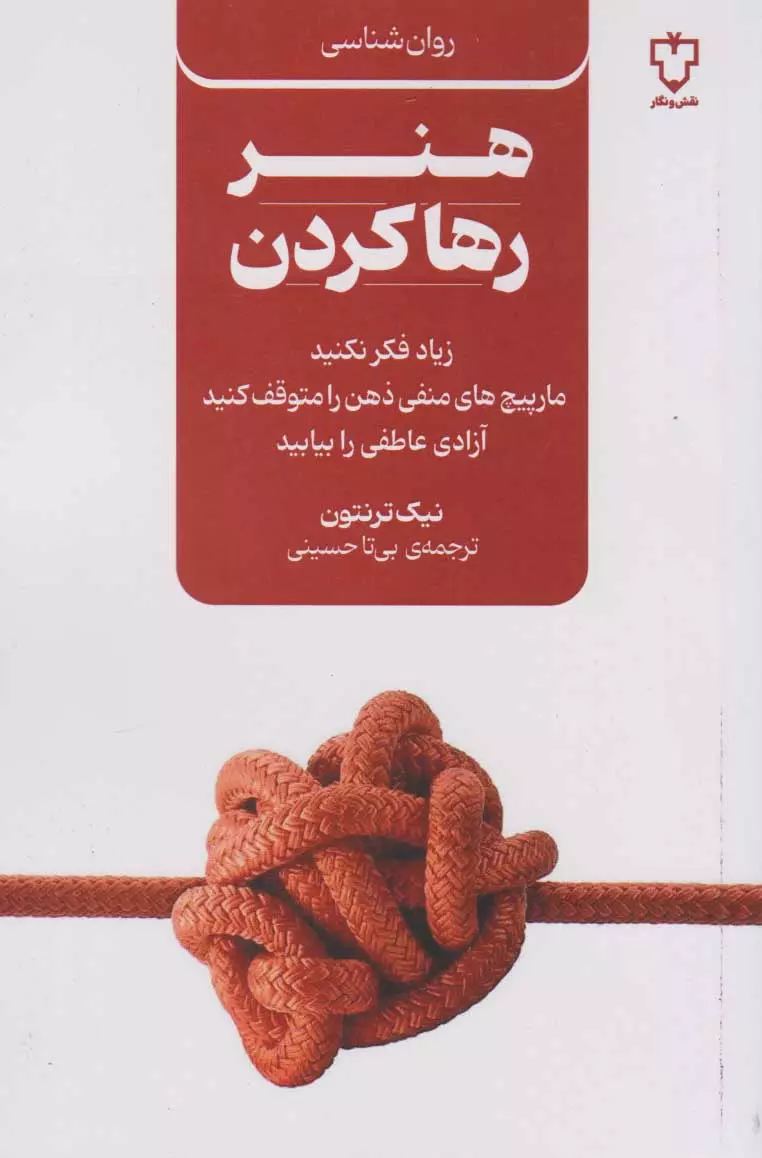 روان‌شناسی
نقش‌ونگار
هنر
رها کردن
زیاد فکر نکنید
مارپیچ های منفی ذهن را متوقف کنید
آزادی عاطفی را بیابید
نیک ترنتون
ترجمه‌ی بی‌تا حسینی